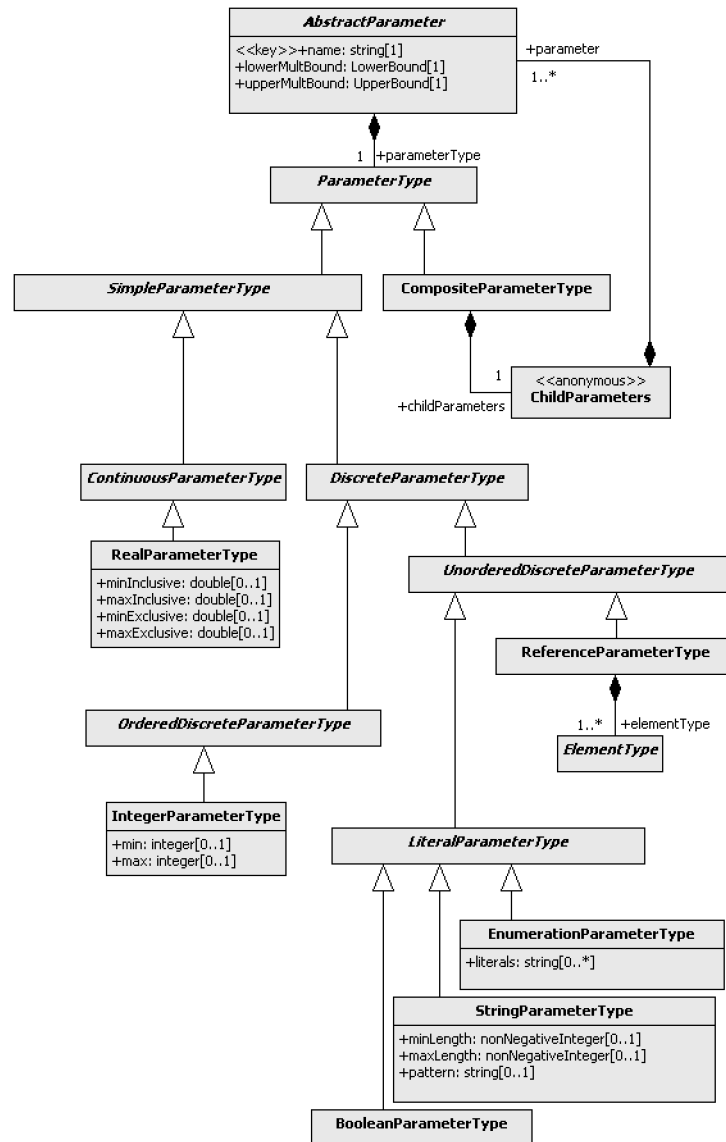 AbstractParameter
<<key>>+name: string[1]
+lowerMultBound: LowerBound[1]
+upperMultBound: UpperBound[1]
+parameter
1..*
1 +parameterType
ParameterType
SimpleParameterType
CompositeParameterType
1
+childParameters
<<anonymous>>
ChildParameters
ContinuousParameterType
DiscreteParameterType
RealParameterType
+minInclusive: double[0..1]
+maxInclusive: double[0..1]
+minExclusive: double[0..1]
+maxExclusive: double[0..1]
UnorderedDiscreteParameterType
ReferenceParameterType
OrderedDiscreteParameterType
1..* +elementType
ElementType
IntegerParameterType
+min: integer[0..1]
+max: integer[0..1]
LiteralParameterType
EnumerationParameterType
+literals: string[0..*]
StringParameterType
+minLength: nonNegativeInteger[0..1]
+maxLength: nonNegativeInteger[0..1]
+pattern: string[0..1]
BooleanParameterType